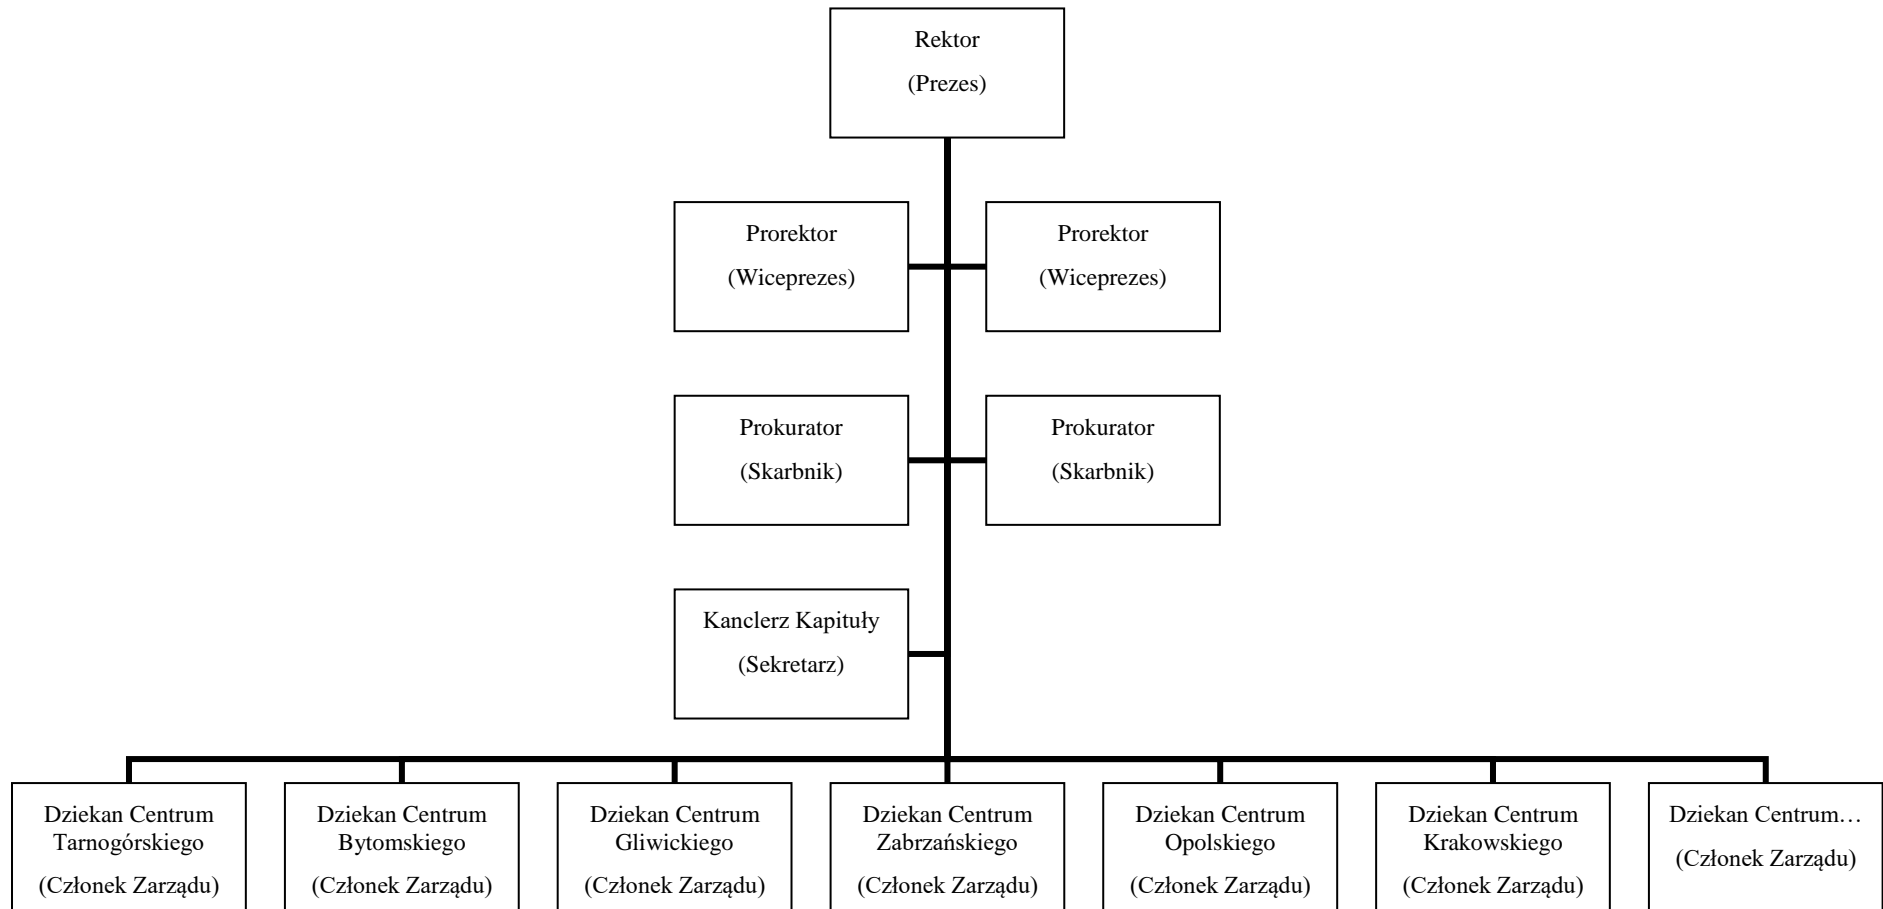 Rektor
(Prezes)
Prorektor
(Wiceprezes)
Prorektor
(Wiceprezes)
Prokurator
(Skarbnik)
Prokurator
(Skarbnik)
Kanclerz Kapituły
(Sekretarz)
Dziekan Centrum
Tarnogórskiego
(Członek Zarządu)
Dziekan Centrum
Bytomskiego
(Członek Zarządu)
Dziekan Centrum
Gliwickiego
(Członek Zarządu)
Dziekan Centrum
Zabrzańskiego
(Członek Zarządu)
Dziekan Centrum
Opolskiego
(Członek Zarządu)
Dziekan Centrum
Krakowskiego
(Członek Zarządu)
Dziekan Centrum…
(Członek Zarządu)